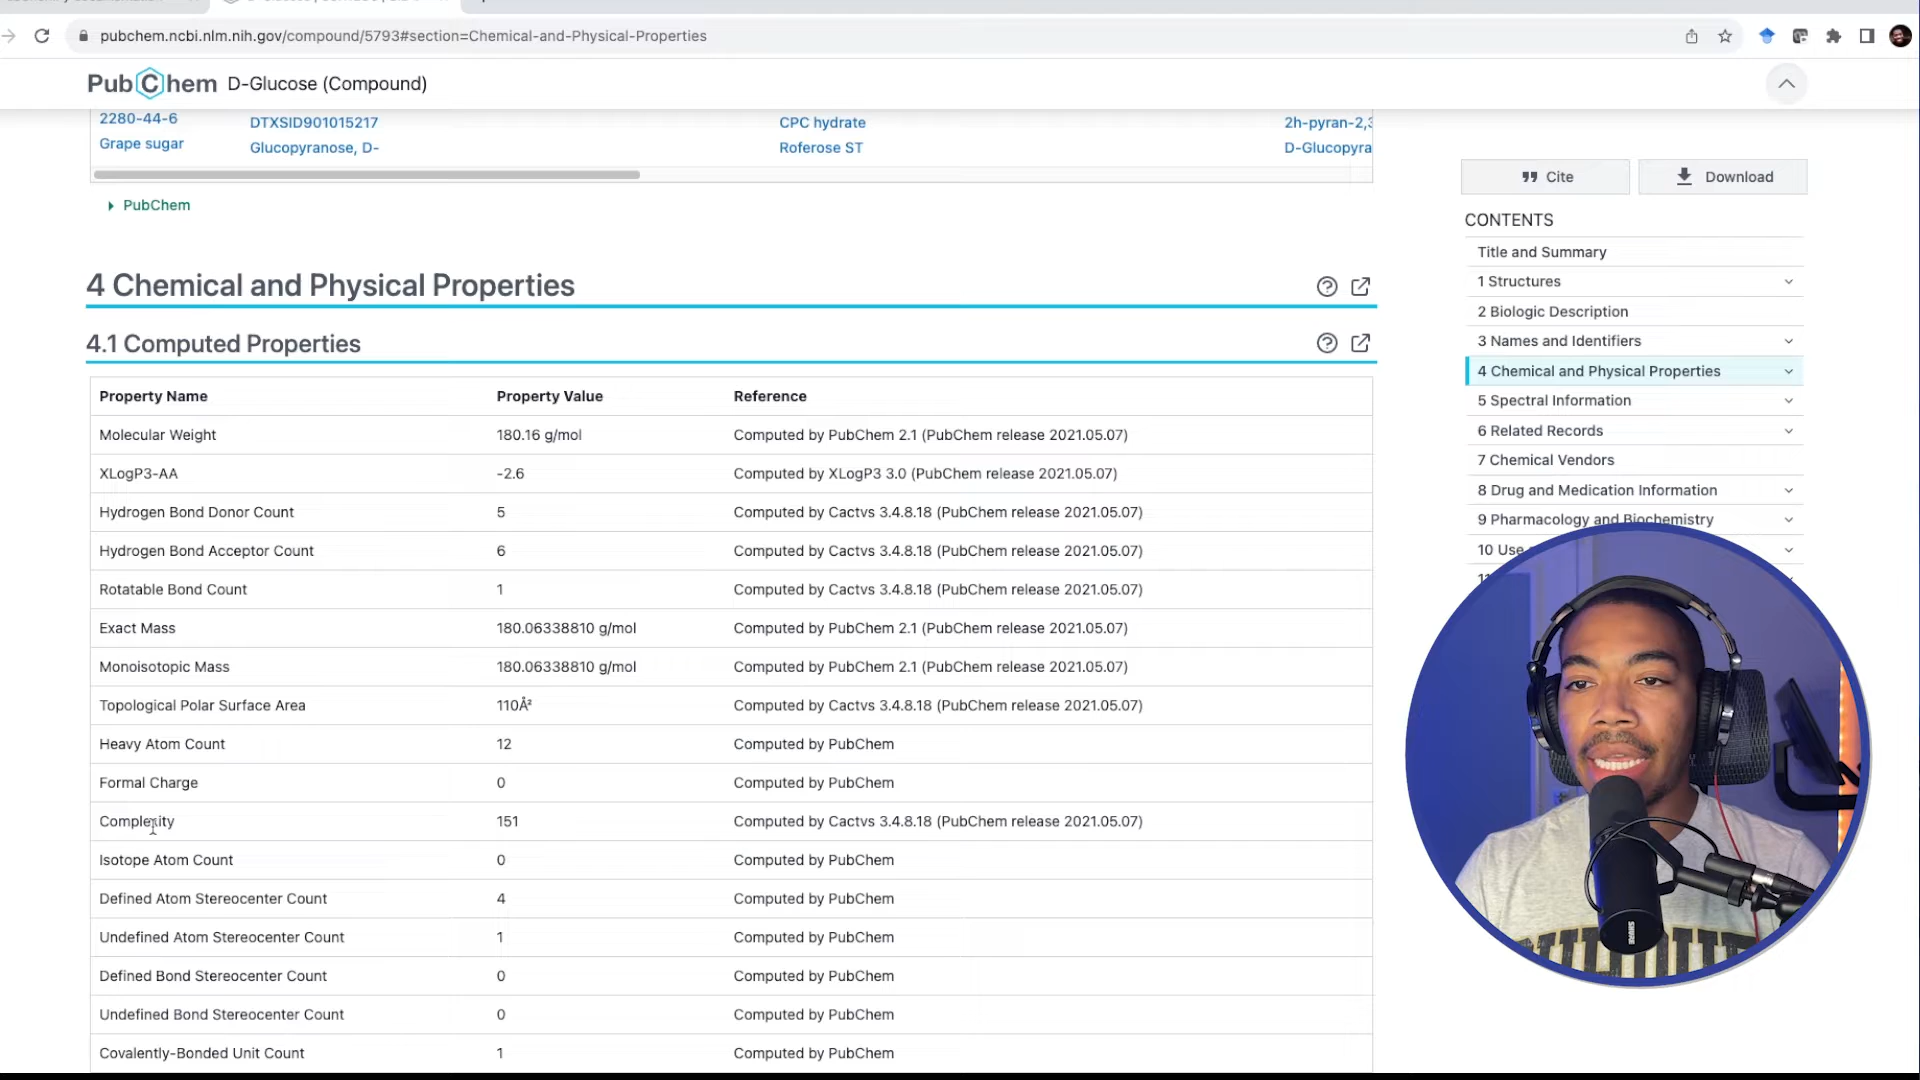 pubchem.ncbi.nlm.nih.gov/compound/5793#section=Chemical-and-Physical-Properties
PubChem D-Glucose (Compound)
2280-44-6 DTXSID901015217 CPC hydrate 2h-pyran-2,3
Grape sugar Glucopyranose, D- Roferose ST D-Glucopyra
PubChem
4 Chemical and Physical Properties
4.1 Computed Properties
Property Name Property Value Reference
Molecular Weight 180.16 g/mol Computed by PubChem 2.1 (PubChem release 2021.05.07)
XLogP3-AA -2.6 Computed by XLogP3 3.0 (PubChem release 2021.05.07)
Hydrogen Bond Donor Count 5 Computed by Cactvs 3.4.8.18 (PubChem release 2021.05.07)
Hydrogen Bond Acceptor Count 6 Computed by Cactvs 3.4.8.18 (PubChem release 2021.05.07)
Rotatable Bond Count 1 Computed by Cactvs 3.4.8.18 (PubChem release 2021.05.07)
Exact Mass 180.06338810 g/mol Computed by PubChem 2.1 (PubChem release 2021.05.07)
Monoisotopic Mass 180.06338810 g/mol Computed by PubChem 2.1 (PubChem release 2021.05.07)
Topological Polar Surface Area 110Å² Computed by Cactvs 3.4.8.18 (PubChem release 2021.05.07)
Heavy Atom Count 12 Computed by PubChem
Formal Charge 0 Computed by PubChem
Complexity 151 Computed by Cactvs 3.4.8.18 (PubChem release 2021.05.07)
Isotope Atom Count 0 Computed by PubChem
Defined Atom Stereocenter Count 4 Computed by PubChem
Undefined Atom Stereocenter Count 1 Computed by PubChem
Defined Bond Stereocenter Count 0 Computed by PubChem
Undefined Bond Stereocenter Count 0 Computed by PubChem
Covalently-Bonded Unit Count 1 Computed by PubChem
Cite Download
CONTENTS
Title and Summary
1 Structures
2 Biologic Description
3 Names and Identifiers
4 Chemical and Physical Properties
5 Spectral Information
6 Related Records
7 Chemical Vendors
8 Drug and Medication Information
9 Pharmacology and Biochemistry
10 Use
11
SHURE